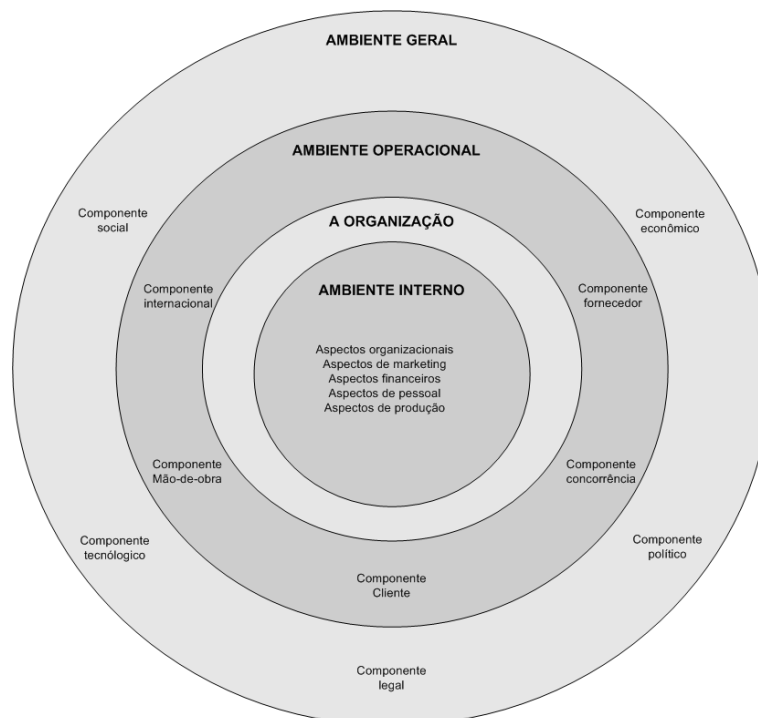 AMBIENTE GERAL
AMBIENTE OPERACIONAL
Componente
social
A ORGANIZAÇÃO
Componente
econômico
Componente
internacional
AMBIENTE INTERNO
Componente
fornecedor
Aspectos organizacionais
Aspectos de marketing
Aspectos financeiros
Aspectos de pessoal
Aspectos de produção
Componente
Mão-de-obra
Componente
concorrência
Componente
tecnólogico
Componente
político
Componente
Cliente
Componente
legal